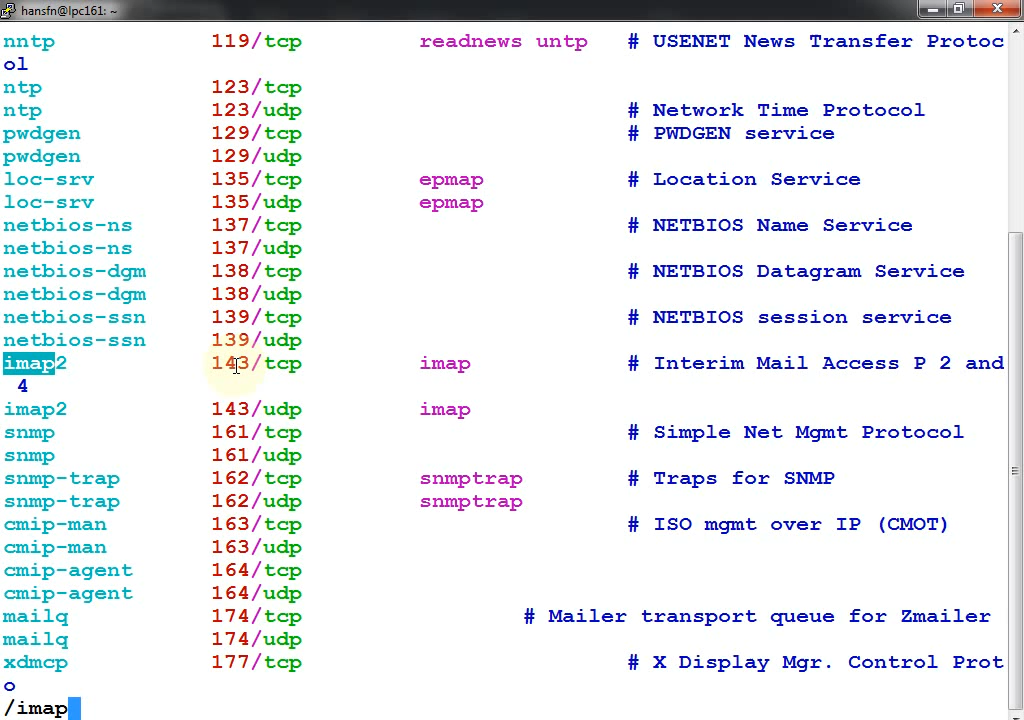 hansfn@lpc161: ~
nntp 119/tcp readnews untp # USENET News Transfer Protoc
ol
ntp 123/tcp
ntp 123/udp # Network Time Protocol
pwdgen 129/tcp # PWDGEN service
pwdgen 129/udp
loc-srv 135/tcp epmap # Location Service
loc-srv 135/udp epmap
netbios-ns 137/tcp # NETBIOS Name Service
netbios-ns 137/udp
netbios-dgm 138/tcp # NETBIOS Datagram Service
netbios-dgm 138/udp
netbios-ssn 139/tcp # NETBIOS session service
netbios-ssn 139/udp
imap2 143/tcp imap # Interim Mail Access P 2 and
4
imap2 143/udp imap
snmp 161/tcp # Simple Net Mgmt Protocol
snmp 161/udp
snmp-trap 162/tcp snmptrap # Traps for SNMP
snmp-trap 162/udp snmptrap
cmip-man 163/tcp # ISO mgmt over IP (CMOT)
cmip-man 163/udp
cmip-agent 164/tcp
cmip-agent 164/udp
mailq 174/tcp # Mailer transport queue for Zmailer
mailq 174/udp
xdmcp 177/tcp # X Display Mgr. Control Prot
o
/imap